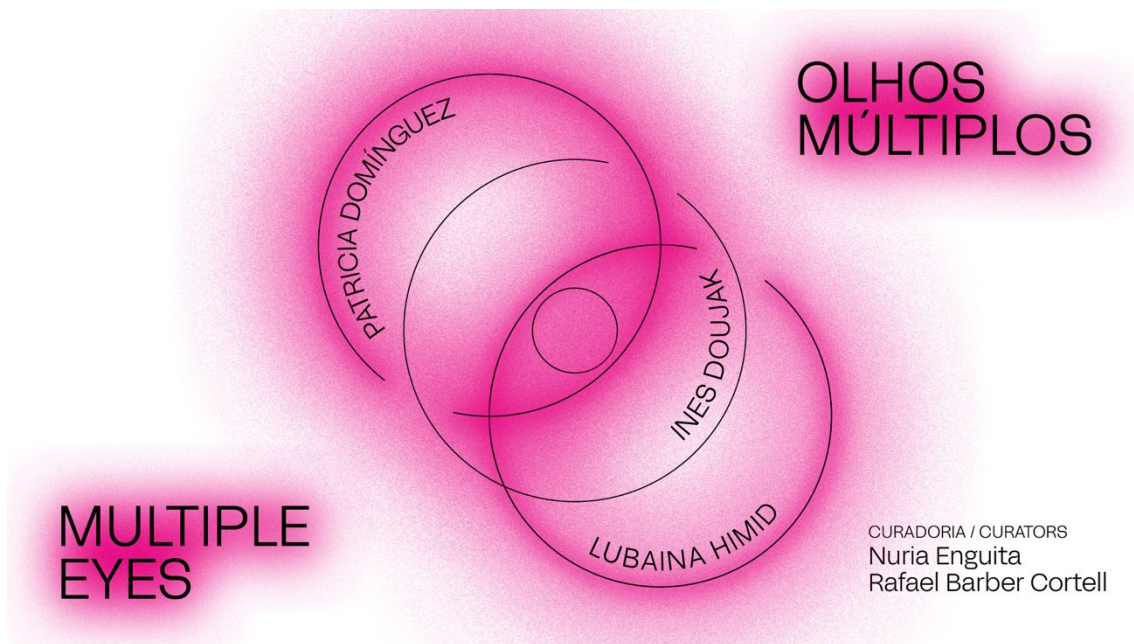 OLHOS
MÚLTIPLOS
PATRICIA DOMÍNGUEZ
INES DOUJAK
LUBAINA HIMID
MULTIPLE
EYES
CURADORIA / CURATORS
Nuria Enguita
Rafael Barber Cortell